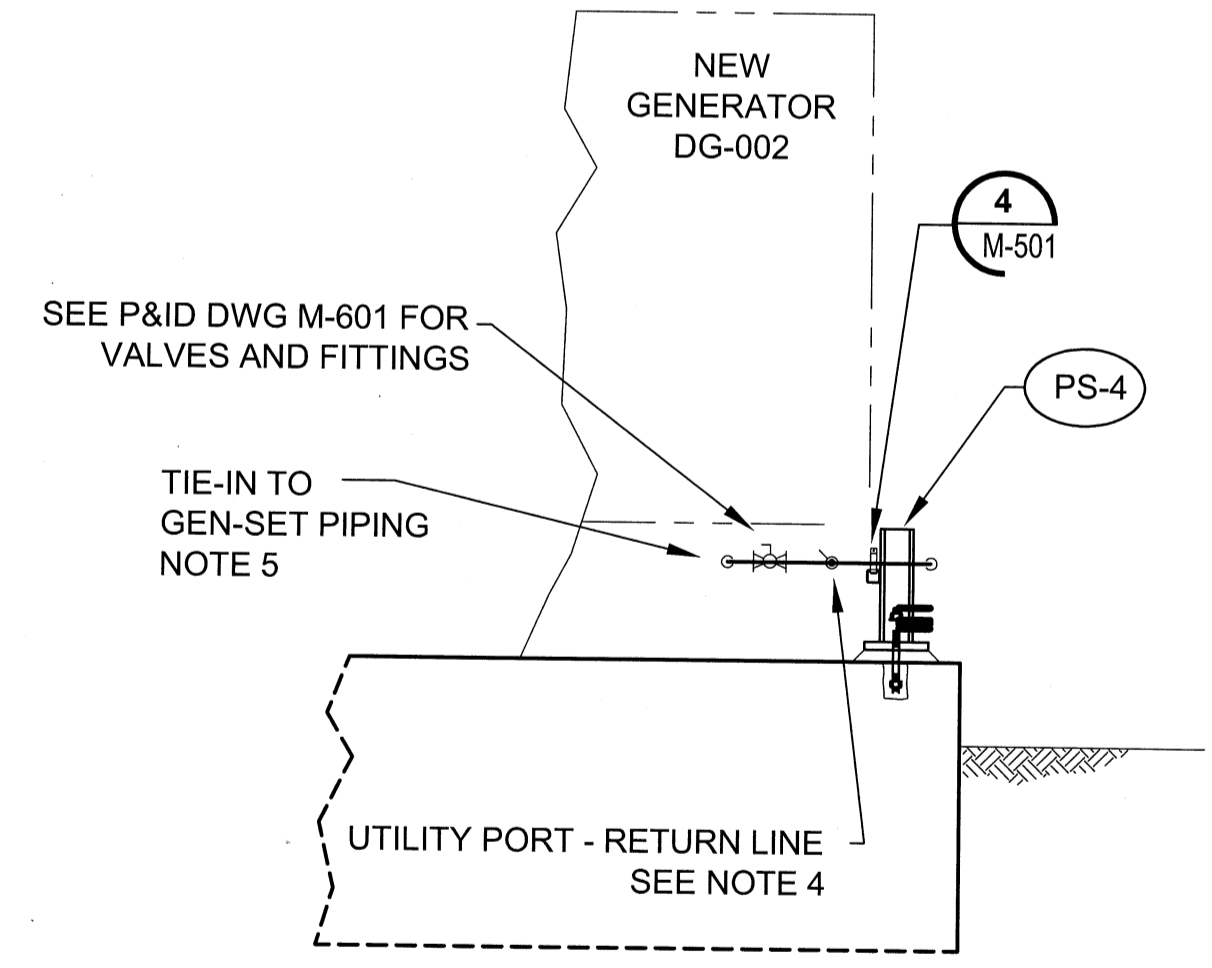 NEW
GENERATOR
DG-002
4
M-501
SEE P&ID DWG M-601 FOR
VALVES AND FITTINGS
PS-4
TIE-IN TO
GEN-SET PIPING
NOTE 5
UTILITY PORT - RETURN LINE
SEE NOTE 4